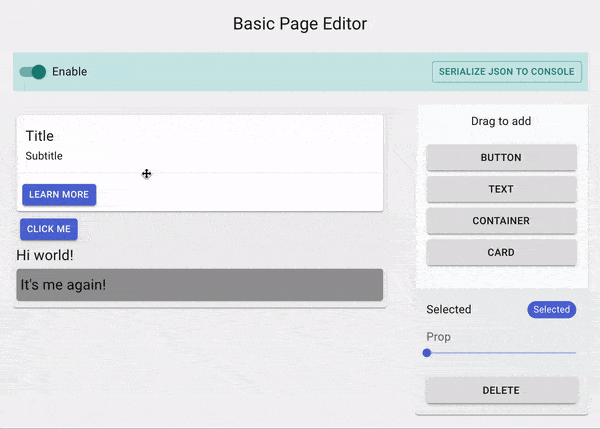 Basic Page Editor
Enable
SERIALIZE JSON TO CONSOLE
Title
Subtitle
LEARN MORE
CLICK ME
Hi world!
It's me again!
Drag to add
BUTTON
TEXT
CONTAINER
CARD
Selected Selected
Prop
DELETE